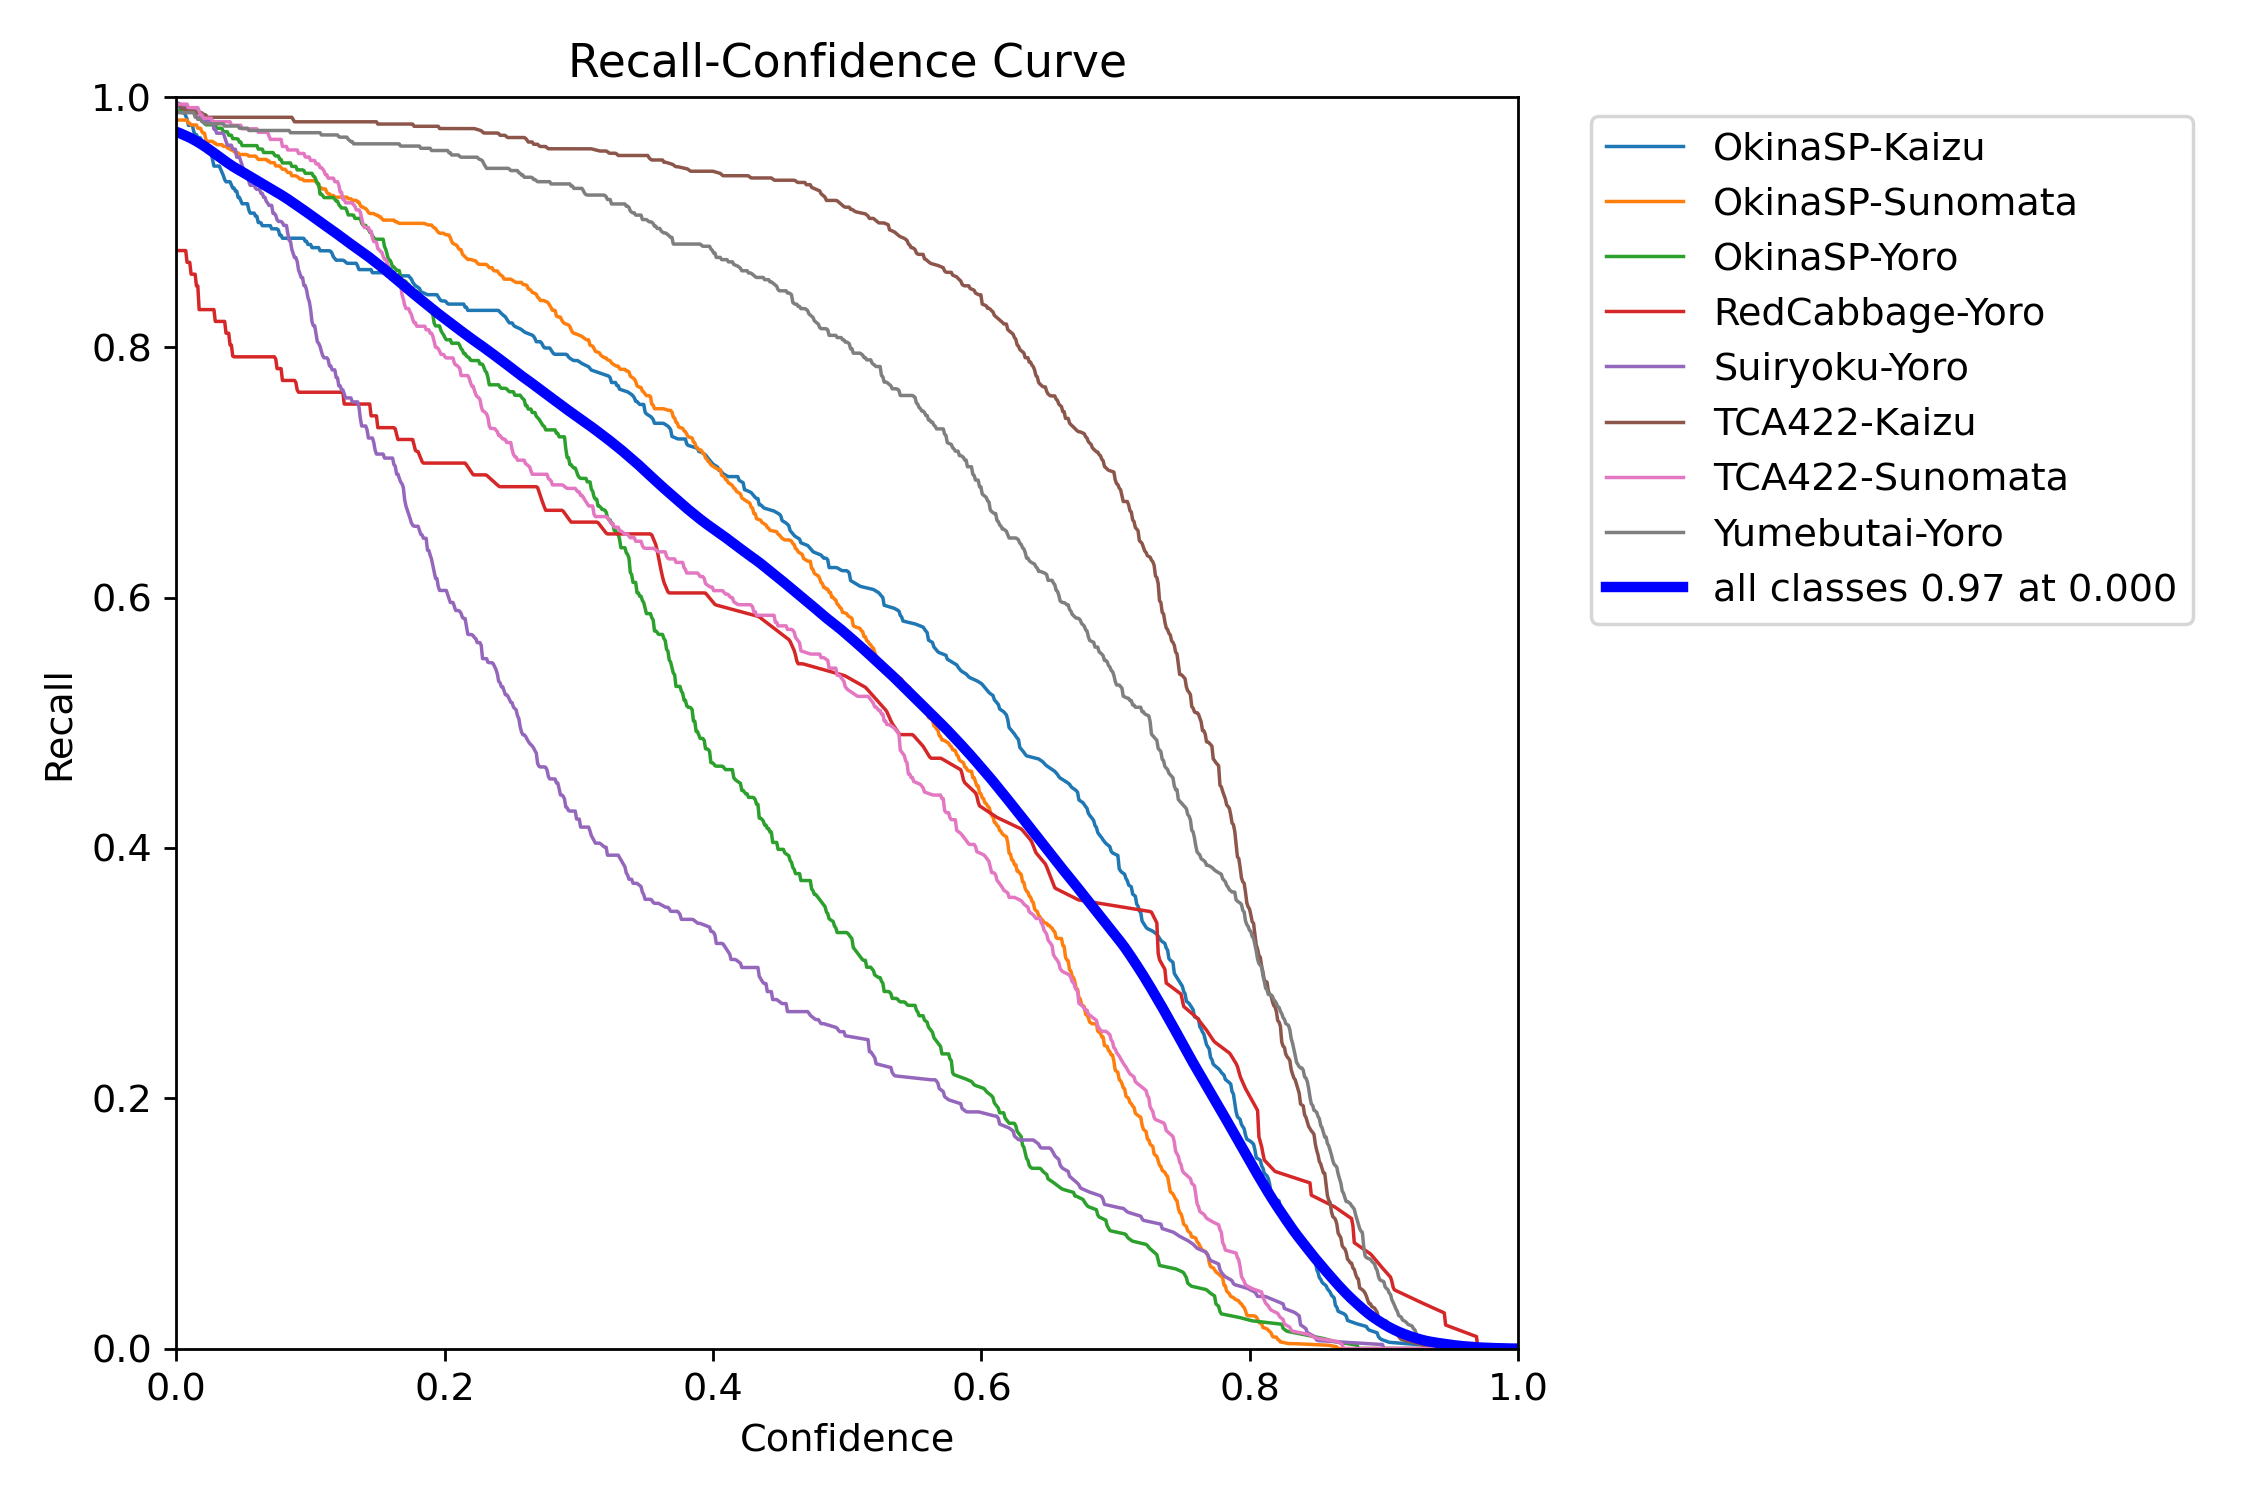 Recall-Confidence Curve
1.0
0.8
0.6
0.4
0.2
0.0
Recall
0.0 0.2 0.4 0.6 0.8 1.0
Confidence
OkinaSP-Kaizu
OkinaSP-Sunomata
OkinaSP-Yoro
RedCabbage-Yoro
Suiryoku-Yoro
TCA422-Kaizu
TCA422-Sunomata
Yumebutai-Yoro
all classes 0.97 at 0.000